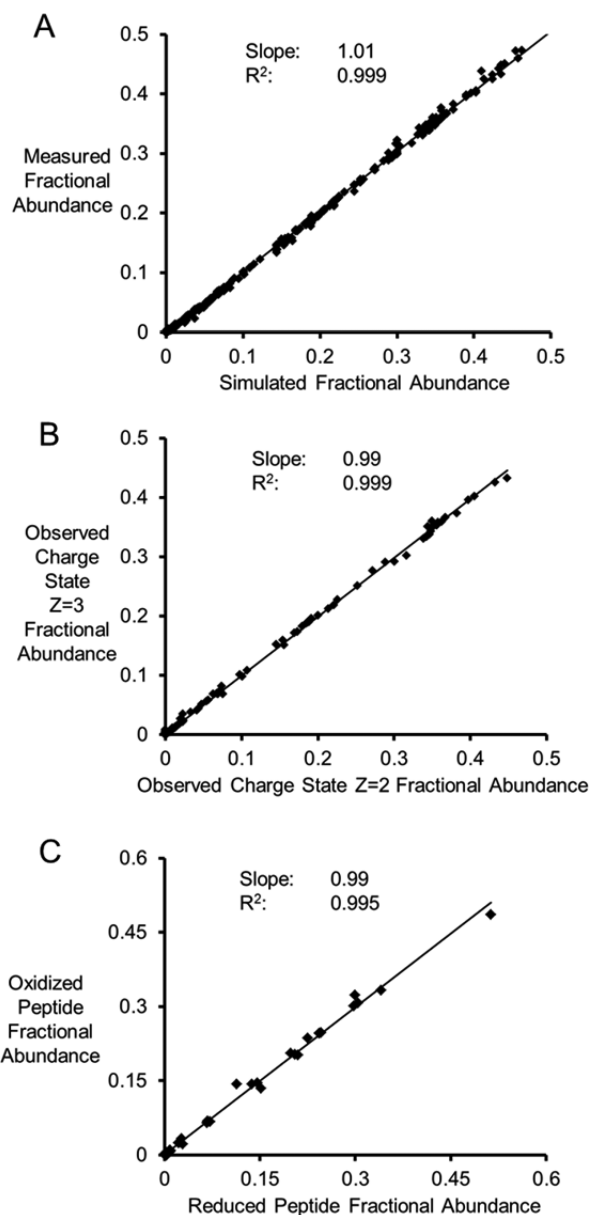 A
0.5
Slope: 1.01
R²: 0.999
0.4
Measured
Fractional
Abundance
0.3
0.2
0.1
0
0 0.1 0.2 0.3 0.4 0.5
Simulated Fractional Abundance
B
0.5
Slope: 0.99
R²: 0.999
0.4
Observed
Charge
State
Z=3
Fractional
Abundance
0.3
0.2
0.1
0
0 0.1 0.2 0.3 0.4 0.5
Observed Charge State Z=2 Fractional Abundance
C
0.6
Slope: 0.99
R²: 0.995
0.45
Oxidized
Peptide
Fractional
Abundance
0.3
0.15
0
0 0.15 0.3 0.45 0.6
Reduced Peptide Fractional Abundance